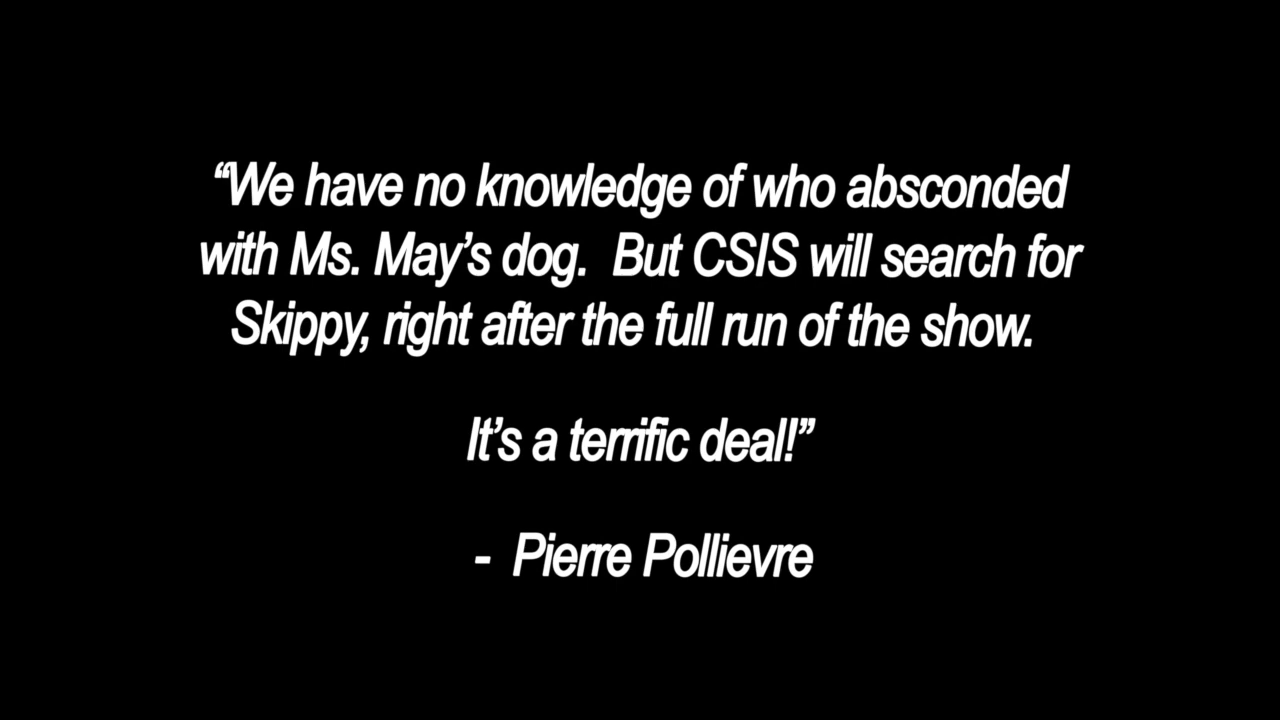 “We have no knowledge of who absconded
with Ms. May’s dog.  But CSIS will search for
Skippy, right after the full run of the show.
It’s a terrific deal!”
-  Pierre Pollievre